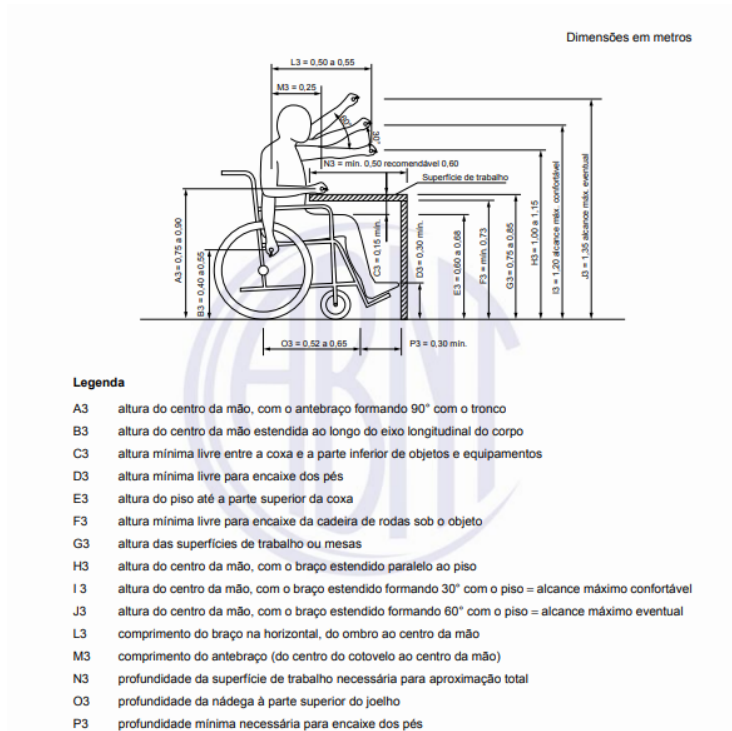 Dimensões em metros
L3 = 0,50 a 0,55
M3 = 0,25
60°
30°
N3 = min. 0,50 recomendável 0,60
Superfície de trabalho
A3 = 0,75 a 0,90
B3 = 0,40 a 0,55
C3 = 0,15 min.
D3 = 0,30 min.
E3 = 0,60 a 0,68
F3 = min. 0,73
G3 = 0,75 a 0,85
H3 = 1,00 a 1,15
I3 = 1,20 alcance máx. confortável
J3 = 1,35 alcance máx. eventual
O3 = 0,52 a 0,65
P3 = 0,30 min.
ABNT
Legenda
A3 altura do centro da mão, com o antebraço formando 90° com o tronco
B3 altura do centro da mão estendida ao longo do eixo longitudinal do corpo
C3 altura mínima livre entre a coxa e a parte inferior de objetos e equipamentos
D3 altura mínima livre para encaixe dos pés
E3 altura do piso até a parte superior da coxa
F3 altura mínima livre para encaixe da cadeira de rodas sob o objeto
G3 altura das superfícies de trabalho ou mesas
H3 altura do centro da mão, com o braço estendido paralelo ao piso
I 3 altura do centro da mão, com o braço estendido formando 30° com o piso = alcance máximo confortável
J3 altura do centro da mão, com o braço estendido formando 60° com o piso = alcance máximo eventual
L3 comprimento do braço na horizontal, do ombro ao centro da mão
M3 comprimento do antebraço (do centro do cotovelo ao centro da mão)
N3 profundidade da superfície de trabalho necessária para aproximação total
O3 profundidade da nádega à parte superior do joelho
P3 profundidade mínima necessária para encaixe dos pés